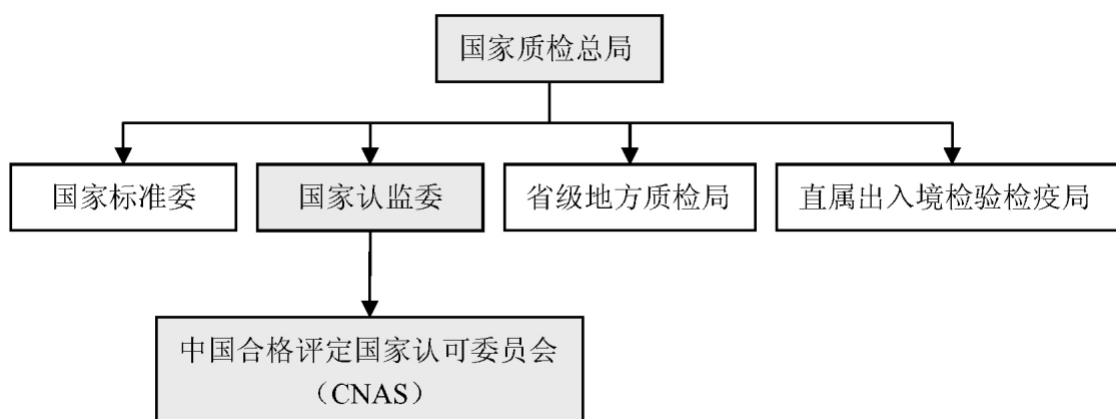 国家质检总局
国家标准委
国家认监委
省级地方质检局
直属出入境检验检疫局
中国合格评定国家认可委员会
（CNAS）